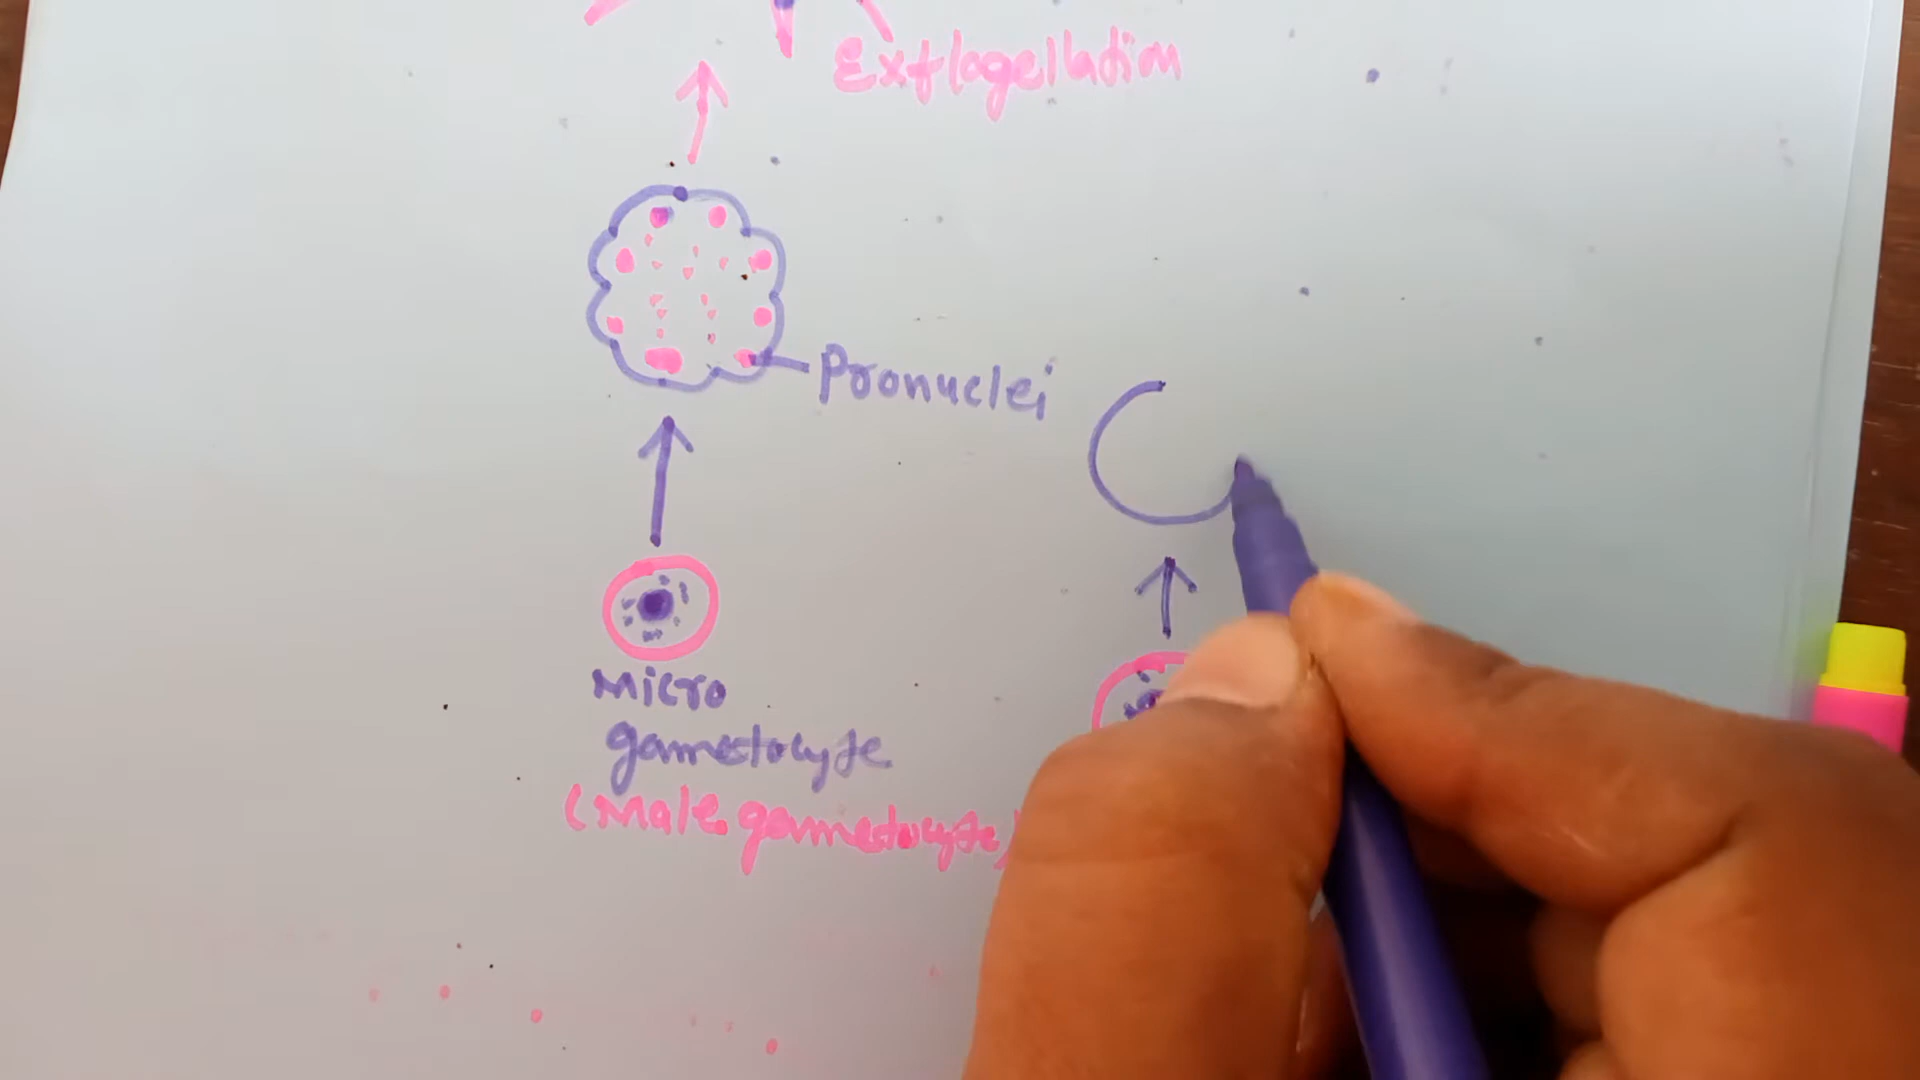 Exflagellation
Pronuclei
Micro
gametocyte
(Male gametocyte)